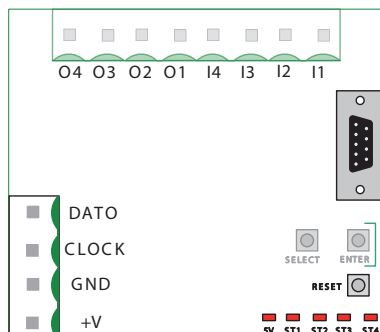 O4 O3 O2 O1 I4 I3 I2 I1
DATO
CLOCK
GND
+V
SELECT ENTER
RESET
5V ST1 ST2 ST3 ST4